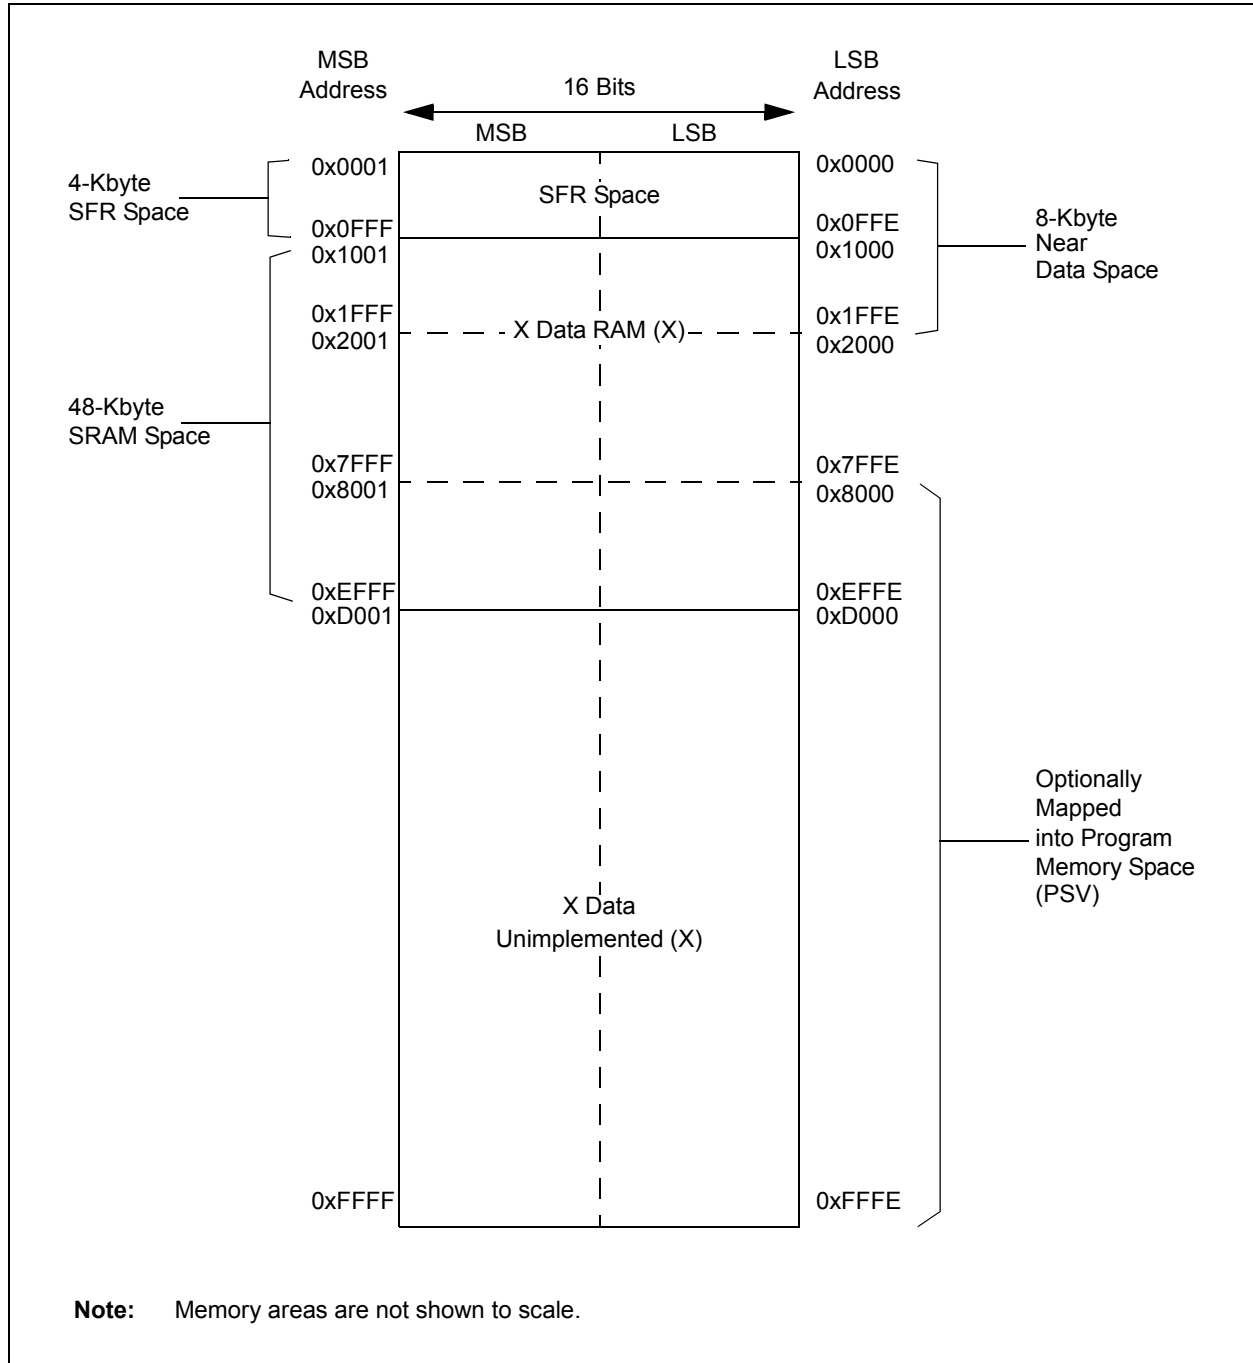 MSB
Address
LSB
Address
16 Bits
MSB
LSB
0x0001
0x0000
4-Kbyte
SFR Space
SFR Space
0x0FFF
0x1001
0x0FFE
0x1000
8-Kbyte
Near
Data Space
0x1FFF
0x2001
X Data RAM (X)
0x1FFE
0x2000
48-Kbyte
SRAM Space
0x7FFF
0x8001
0x7FFE
0x8000
0xEFFF
0xD001
0xEFFE
0xD000
Optionally
Mapped
into Program
Memory Space
(PSV)
X Data
Unimplemented (X)
0xFFFF
0xFFFE
Note: Memory areas are not shown to scale.